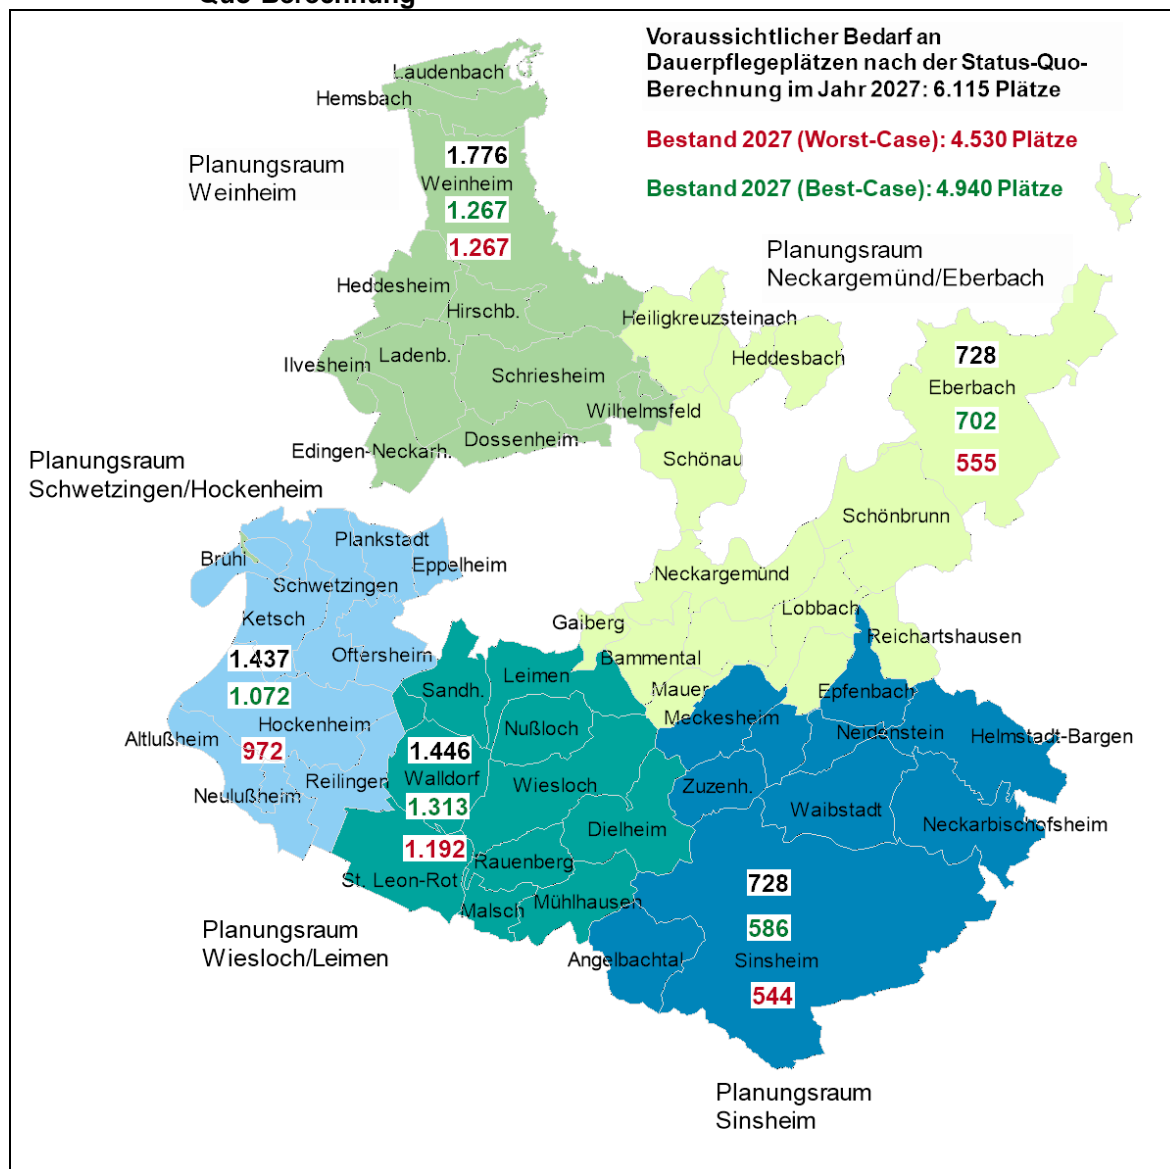 Quo-Berechnung
Voraussichtlicher Bedarf an
Dauerpflegeplätzen nach der Status-Quo-
Berechnung im Jahr 2027: 6.115 Plätze
Bestand 2027 (Worst-Case): 4.530 Plätze
Bestand 2027 (Best-Case): 4.940 Plätze
Laudenbach
Hemsbach
Planungsraum
Weinheim
1.776
Weinheim
1.267
1.267
Planungsraum
Neckargemünd/Eberbach
Heddesheim
Hirschb.
Heiligkreuzsteinach
Ilvesheim
Ladenb.
Schriesheim
Heddesbach
728
Eberbach
702
555
Wilhelmsfeld
Edingen-Neckarh.
Dossenheim
Schönau
Planungsraum
Schwetzingen/Hockenheim
Schönbrunn
Brühl
Plankstadt
Eppelheim
Schwetzingen
Neckargemünd
Ketsch
Gaiberg
Lobbach
Reichartshausen
Oftersheim
1.437
1.072
Hockenheim
972
Altlußheim
Reilingen
Neulußheim
Bammental
Mauer
Meckesheim
Epfenbach
Neidenstein
Helmstadt-Bargen
Sandh.
Leimen
Nußloch
1.446
Walldorf
1.313
1.192
Wiesloch
Zuzenh.
Waibstadt
Neckarbischofsheim
Dielheim
Rauenberg
St. Leon-Rot
Malsch
Mühlhausen
728
586
Sinsheim
544
Angelbachtal
Planungsraum
Wiesloch/Leimen
Planungsraum
Sinsheim